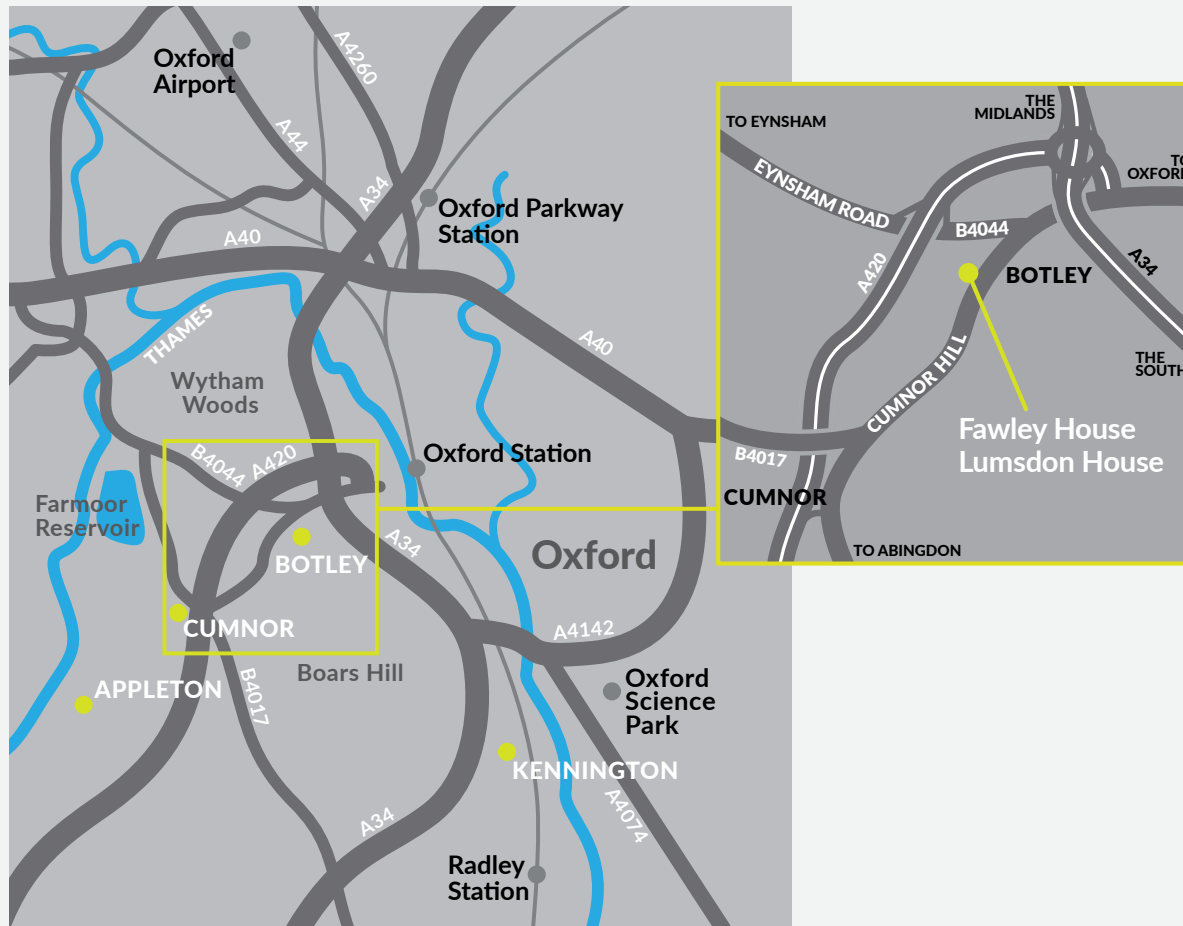 Oxford
Airport
A4260
A44
A34
Oxford Parkway
Station
A40
THAMES
Wytham
Woods
A40
B4044
A420
Oxford Station
Farmoor
Reservoir
A34
Oxford
BOTLEY
CUMNOR
A4142
Boars Hill
APPLETON
B4017
Oxford
Science
Park
KENNINGTON
A4074
A34
Radley
Station
THE
MIDLANDS
TO EYNSHAM
EYNSHAM ROAD
B4044
A420
BOTLEY
A34
THE
CUMNOR HILL
Fawley House
Lumsdon House
B4017
CUMNOR
TO ABINGDON